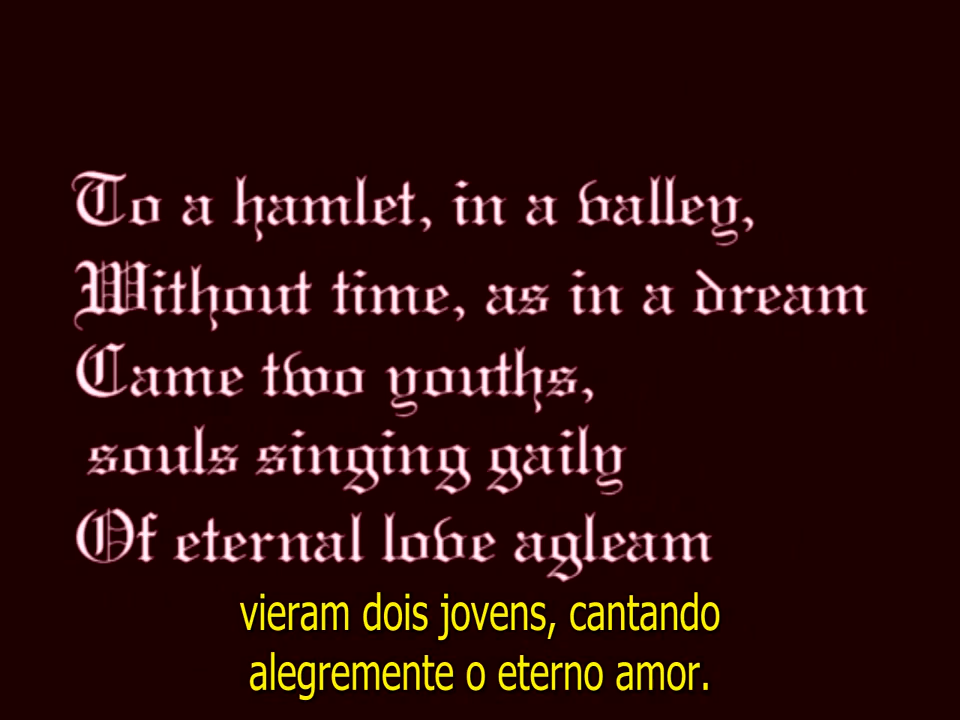 To a hamlet, in a valley,
Without time, as in a dream
Came two youths,
souls singing gaily
Of eternal love agleam
vieram dois jovens, cantando
alegremente o eterno amor.